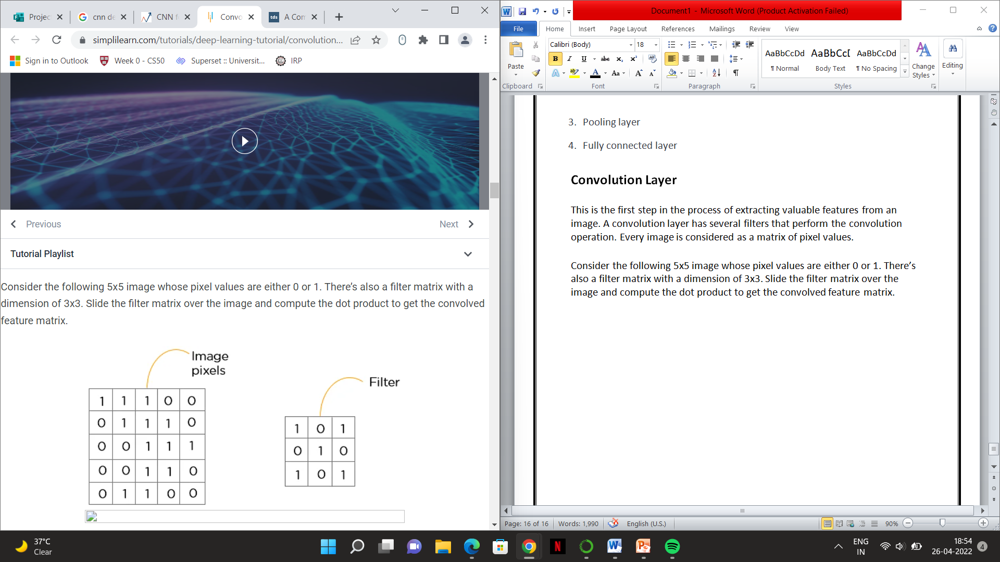 Projec
cnn de
CNN f
Convo
tds
A Con
simplilearn.com/tutorials/deep-learning-tutorial/convolution...
Sign in to Outlook
Week 0 - CS50
Superset :: Universit...
IRP
Previous
Next
Tutorial Playlist
Consider the following 5x5 image whose pixel values are either 0 or 1. There’s also a filter matrix with a
dimension of 3x3. Slide the filter matrix over the image and compute the dot product to get the convolved
feature matrix.
Image
pixels
Filter
1 1 1 0 0
0 1 1 1 0
0 0 1 1 1
0 0 1 1 0
0 1 1 0 0
1 0 1
0 1 0
1 0 1
Document1 - Microsoft Word (Product Activation Failed)
File
Home
Insert
Page Layout
References
Mailings
Review
View
Paste
Clipboard
Calibri (Body)
18
B I U abc x₂ x²
A ab A Aa A A
Font
Paragraph
AaBbCcDd
¶ Normal
AaBbCcI
Body Text
AaBbCcDd
¶ No Spacing
Styles
Change
Styles
Editing
3. Pooling layer
4. Fully connected layer
Convolution Layer
This is the first step in the process of extracting valuable features from an
image. A convolution layer has several filters that perform the convolution
operation. Every image is considered as a matrix of pixel values.
Consider the following 5x5 image whose pixel values are either 0 or 1. There’s
also a filter matrix with a dimension of 3x3. Slide the filter matrix over the
image and compute the dot product to get the convolved feature matrix.
Page: 16 of 16
Words: 1,990
English (U.S.)
90%
37°C
Clear
ENG
IN
18:54
26-04-2022
4